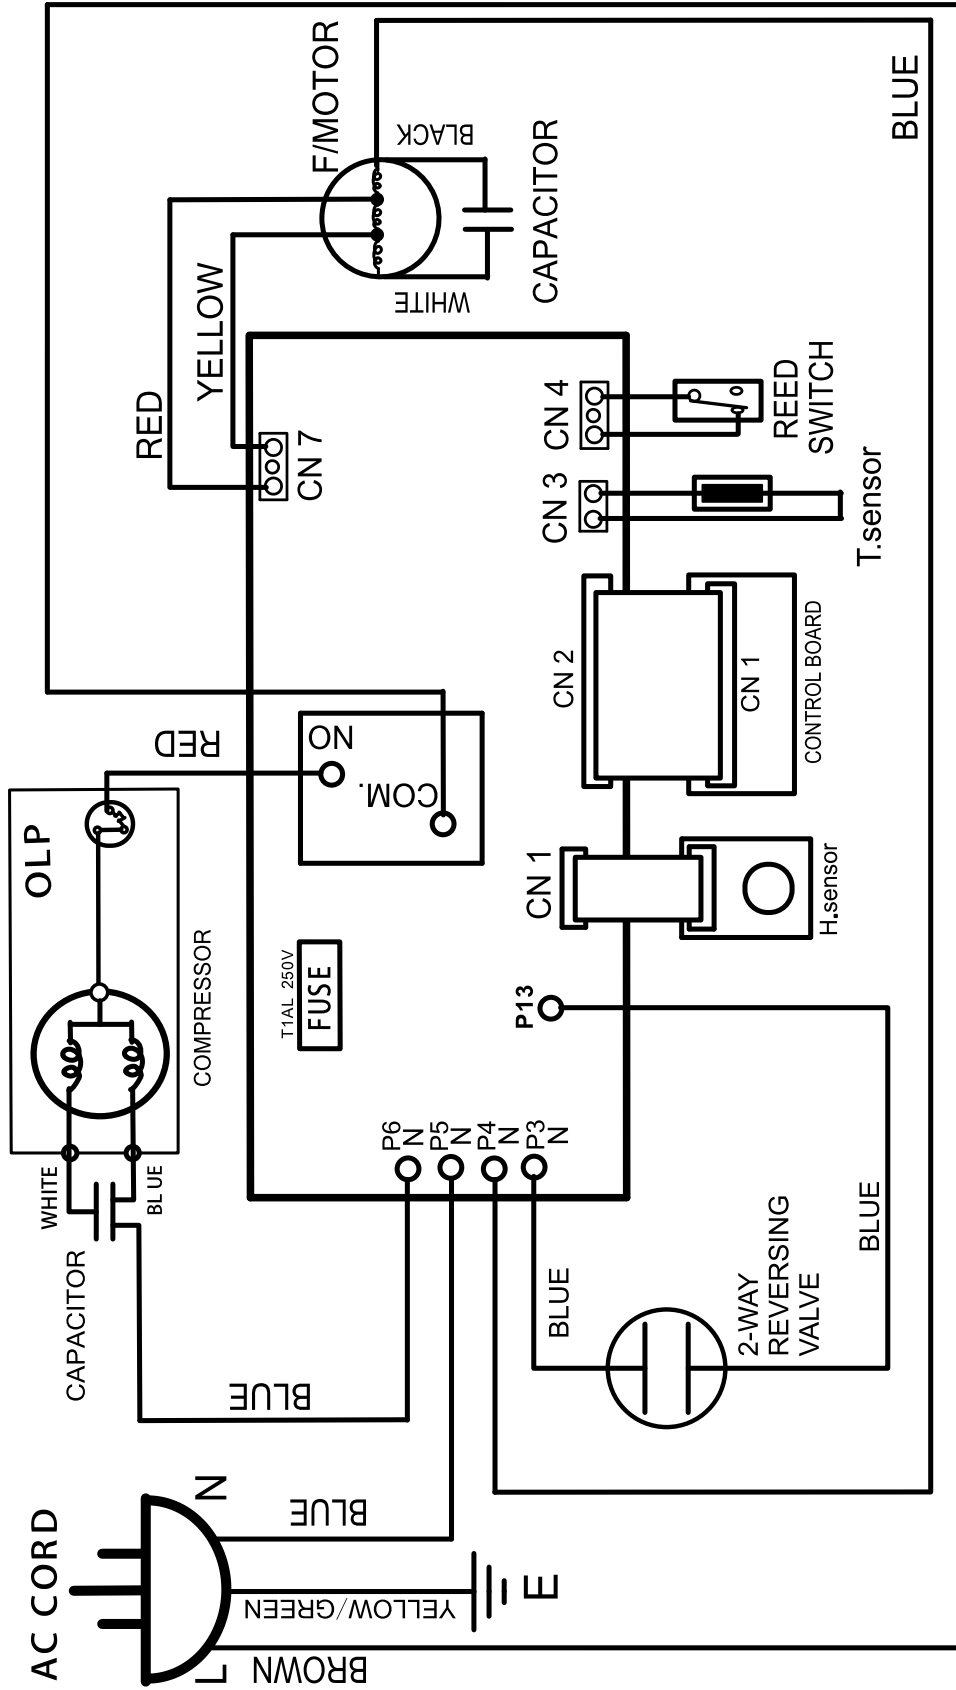 AC CORD
L
N
BROWN
YELLOW/GREEN
E
BLUE
BLUE
CAPACITOR
WHITE
BL UE
COMPRESSOR
OLP
RED
P6
N
P5
N
P4
N
P3
N
T1AL 250V
FUSE
NO
COM.
P13
BLUE
2-WAY
REVERSING
VALVE
BLUE
CN 1
H.sensor
CN 2
CN 1
CONTROL BOARD
CN 3
T.sensor
CN 4
REED
SWITCH
CN 7
RED
YELLOW
F/MOTOR
WHITE
BLACK
CAPACITOR
BLUE